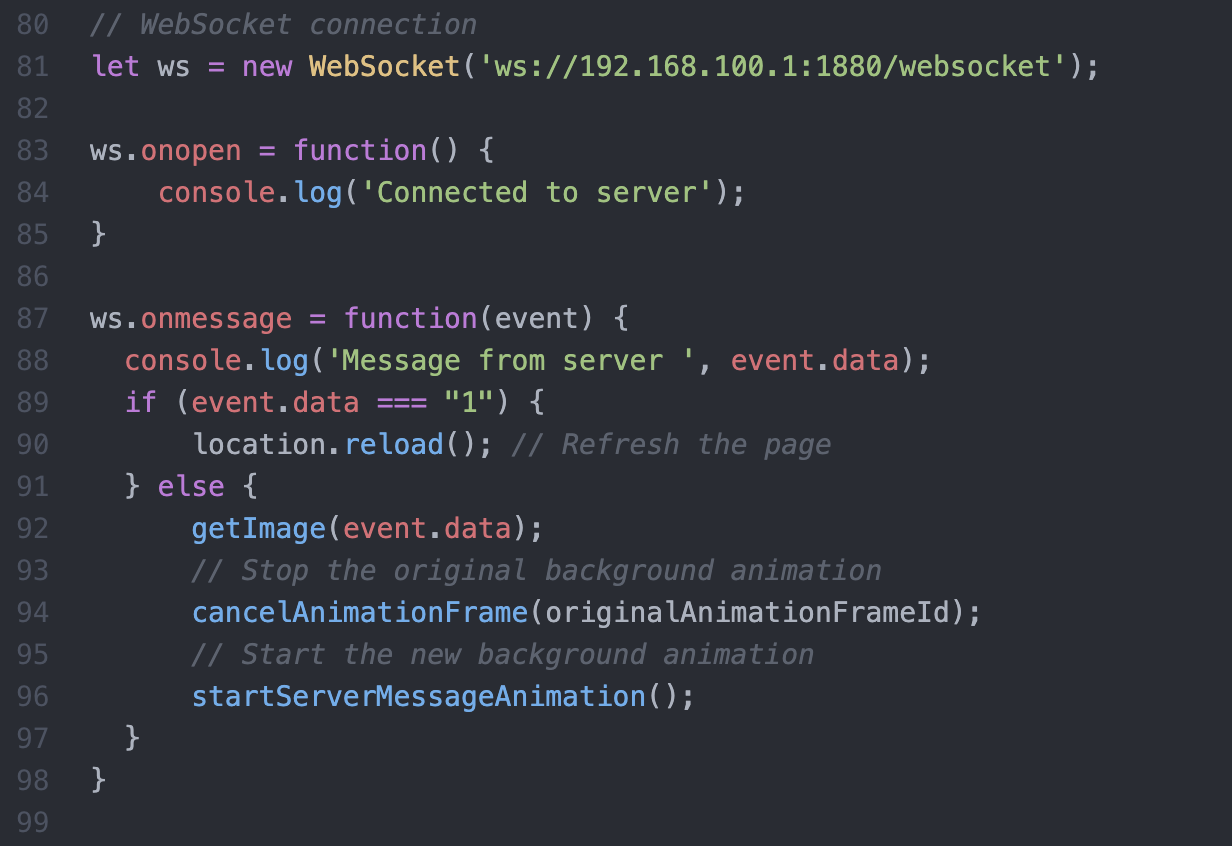 80 // WebSocket connection
81 let ws = new WebSocket('ws://192.168.100.1:1880/websocket');
82
83 ws.onopen = function() {
84     console.log('Connected to server');
85 }
86
87 ws.onmessage = function(event) {
88   console.log('Message from server ', event.data);
89   if (event.data === "1") {
90       location.reload(); // Refresh the page
91   } else {
92       getImage(event.data);
93       // Stop the original background animation
94       cancelAnimationFrame(originalAnimationFrameId);
95       // Start the new background animation
96       startServerMessageAnimation();
97   }
98 }
99